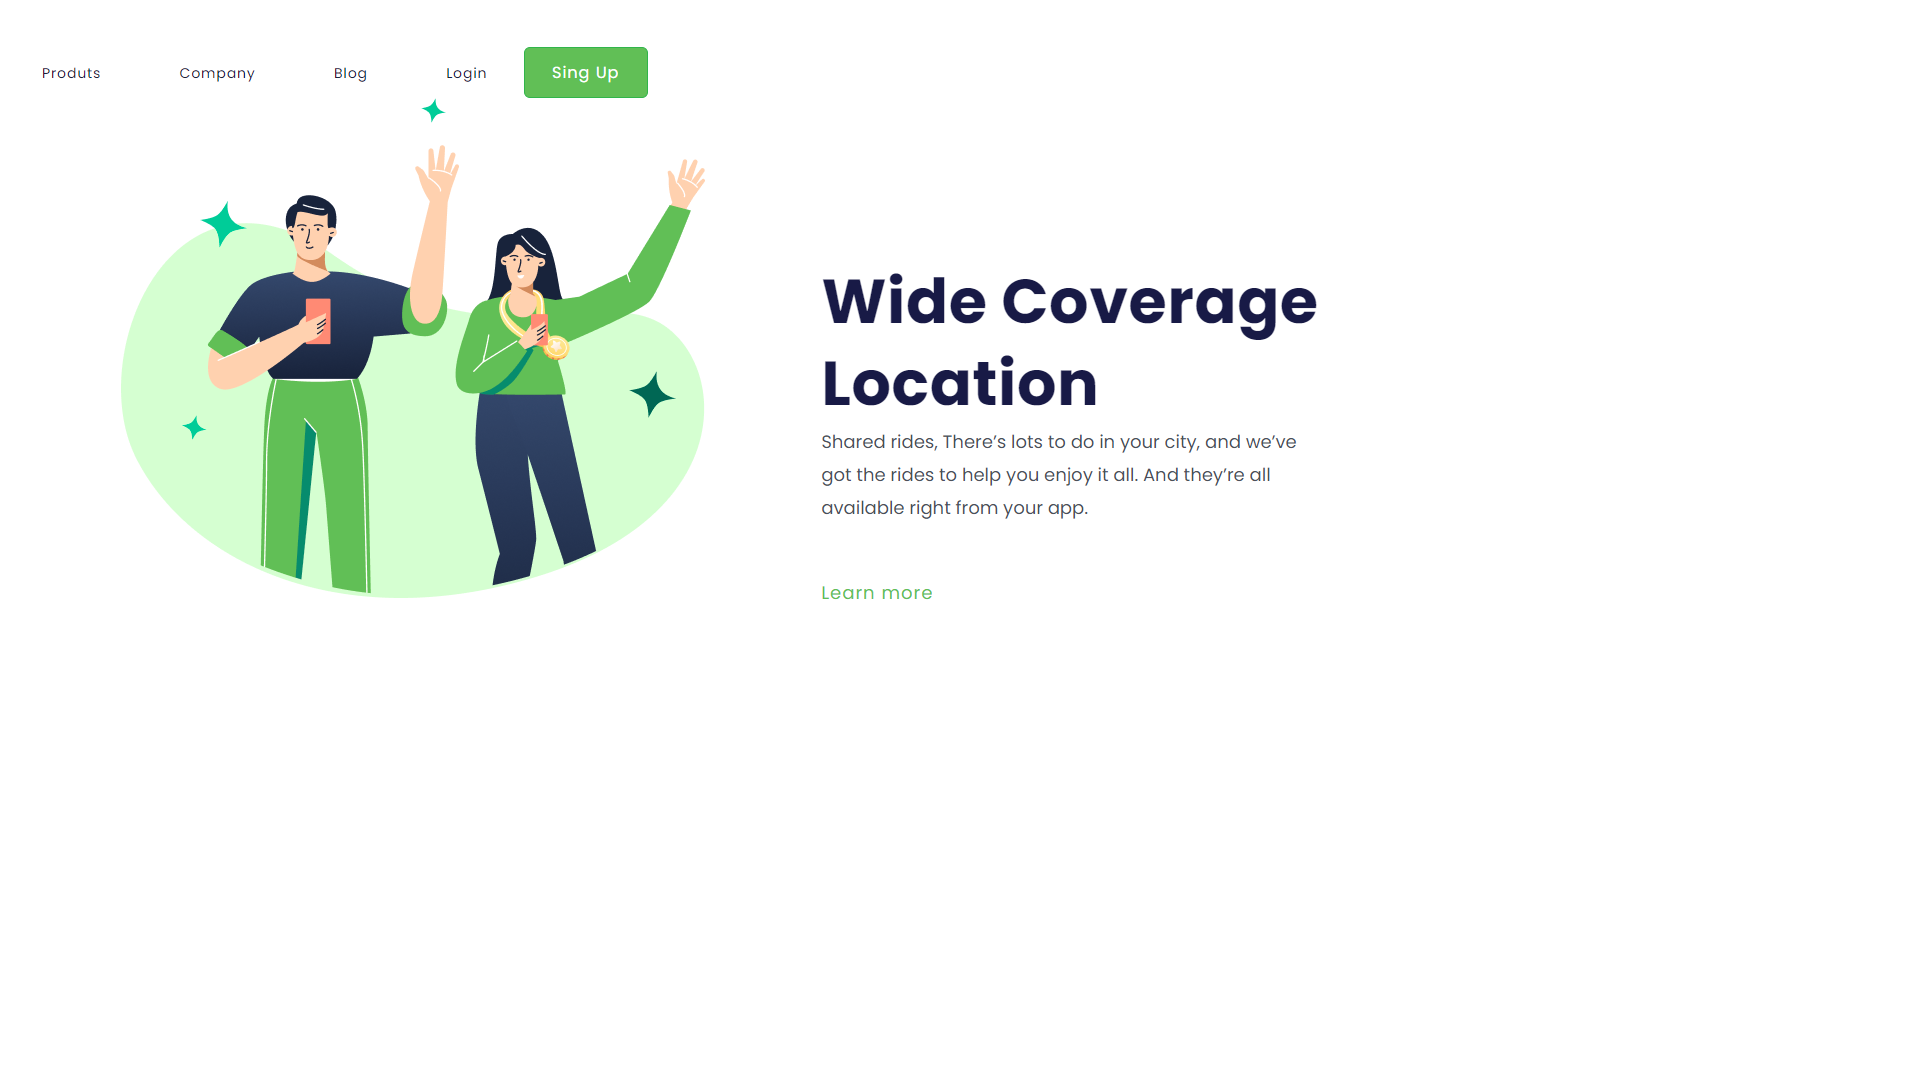 Produts Company Blog Login Sing Up
Wide Coverage
Location
Shared rides, There’s lots to do in your city, and we’ve
got the rides to help you enjoy it all. And they’re all
available right from your app.
Learn more